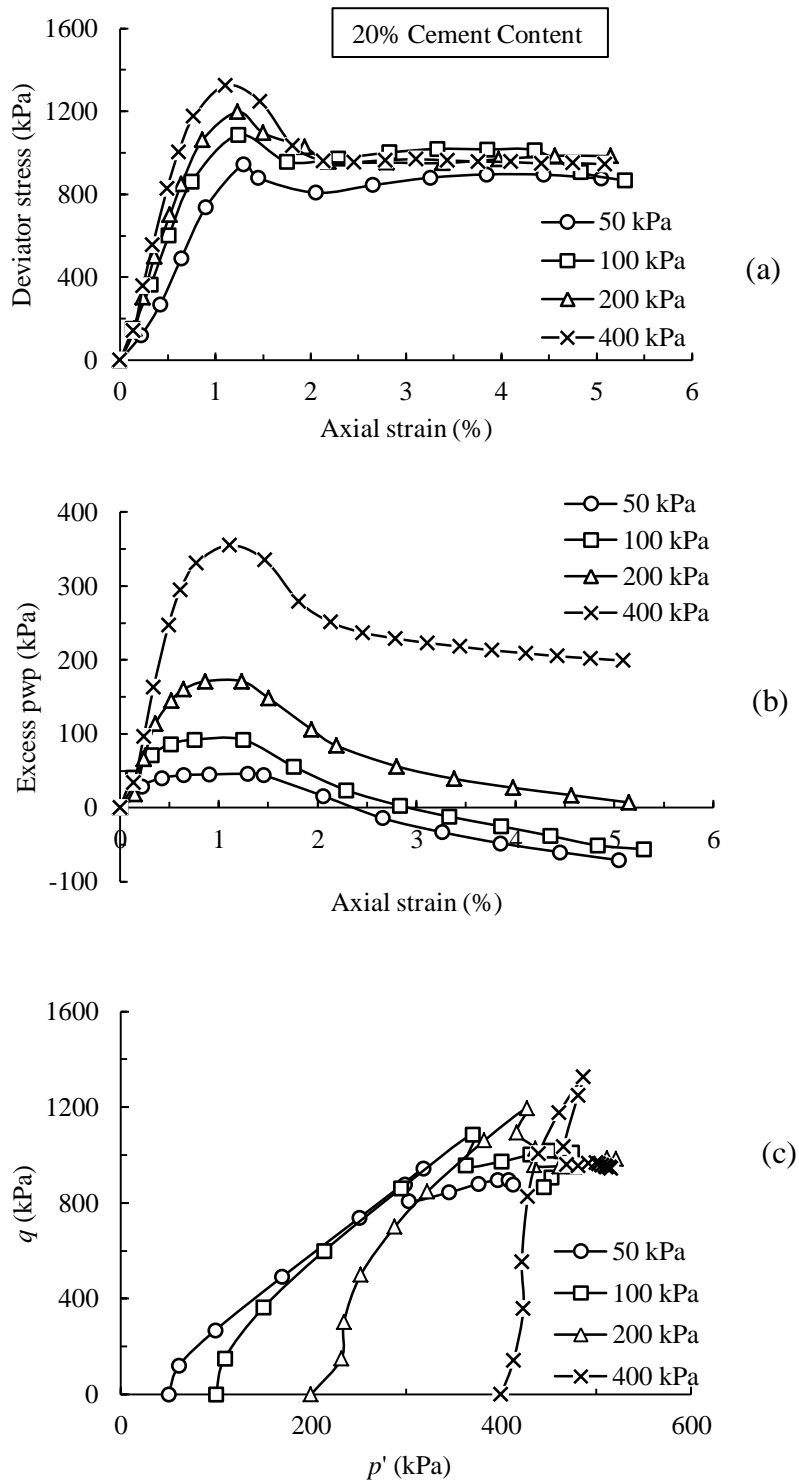 1600
20% Cement Content
1200
800
400
0
Deviator stress (kPa)
50 kPa
100 kPa
200 kPa
400 kPa
(a)
0 1 2 3 4 5 6
Axial strain (%)
400
300
200
100
0
-100
Excess pwp (kPa)
50 kPa
100 kPa
200 kPa
400 kPa
(b)
0 1 2 3 4 5 6
Axial strain (%)
1600
1200
800
400
0
q (kPa)
(c)
50 kPa
100 kPa
200 kPa
400 kPa
0 200 400 600
p' (kPa)